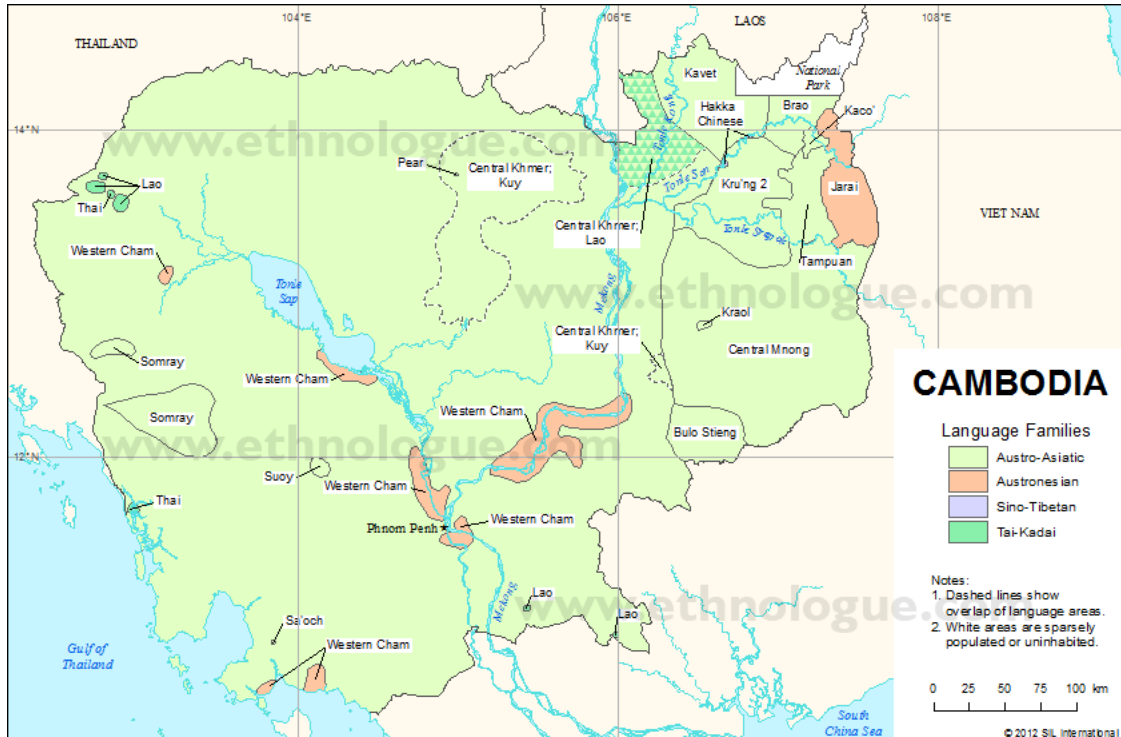 104°E
106°E
108°E
THAILAND
LAOS
VIET NAM
14°N
12°N
www.ethnologue.com
www.ethnologue.com
www.ethnologue.com
www.ethnologue.com
Kavet
National
Park
Hakka
Chinese
Brao
Kaco'
Tonle Kong
Pear
Central Khmer;
Kuy
Lao
Thai
Tonle San
Kru'ng 2
Jarai
Central Khmer;
Lao
Tonle Srepok
Tampuan
Western Cham
Tonle
Sap
Mekong
Kraol
Central Khmer;
Kuy
Central Mnong
Somray
Western Cham
Somray
Western Cham
Bulo Stieng
Suoy
Western Cham
Thai
Phnom Penh
Western Cham
Mekong
Lao
Lao
Sa'och
Western Cham
Gulf of
Thailand
South
China Sea
CAMBODIA
Language Families
Austro-Asiatic
Austronesian
Sino-Tibetan
Tai-Kadai
Notes:
1. Dashed lines show
overlap of language areas.
2. White areas are sparsely
populated or uninhabited.
0 25 50 75 100 km
© 2012 SIL International